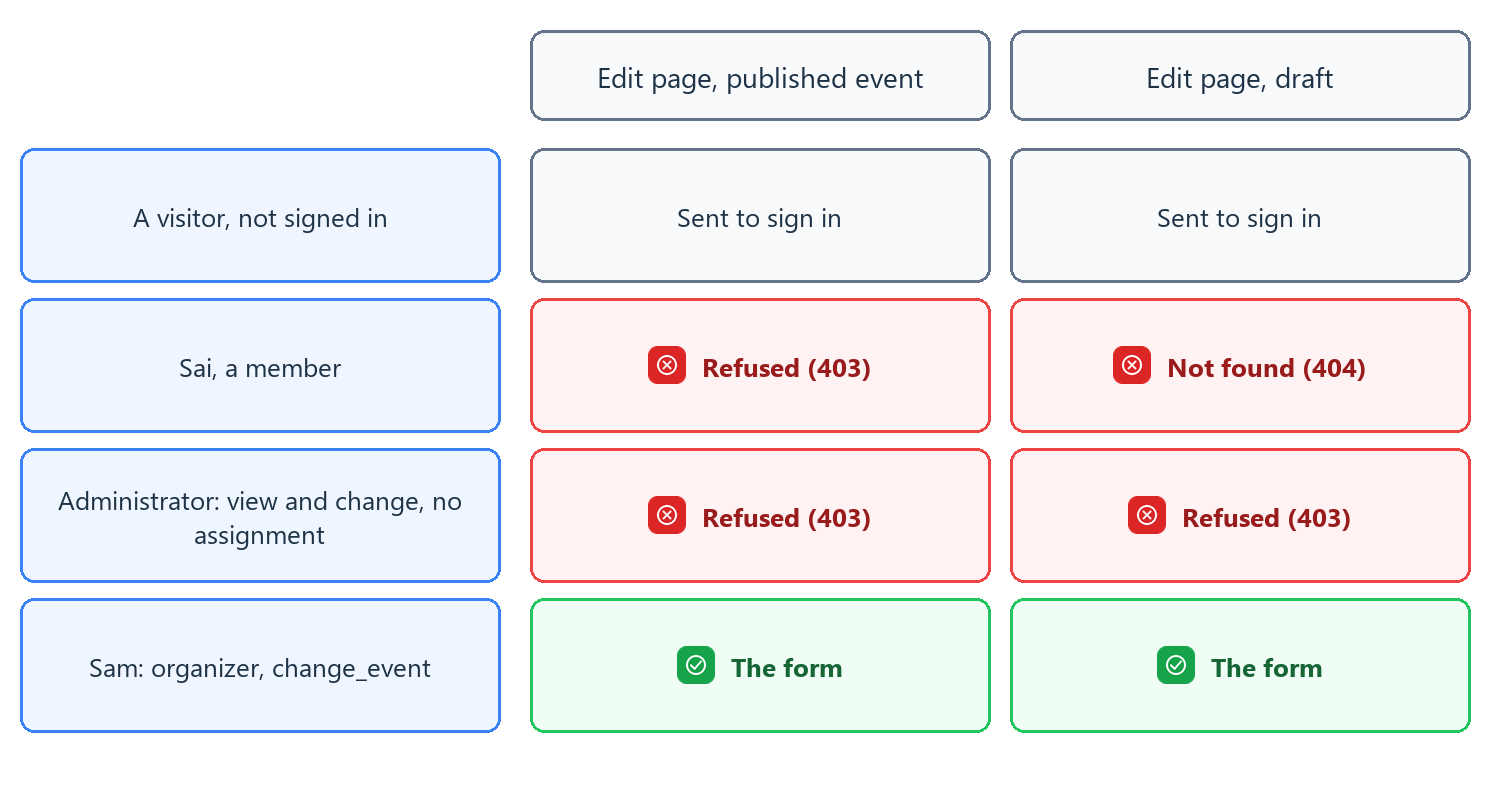 Edit page, published event
Edit page, draft
A visitor, not signed in
Sent to sign in
Sent to sign in
Sai, a member
Refused (403)
Not found (404)
Administrator: view and change, no
assignment
Refused (403)
Refused (403)
Sam: organizer, change_event
The form
The form